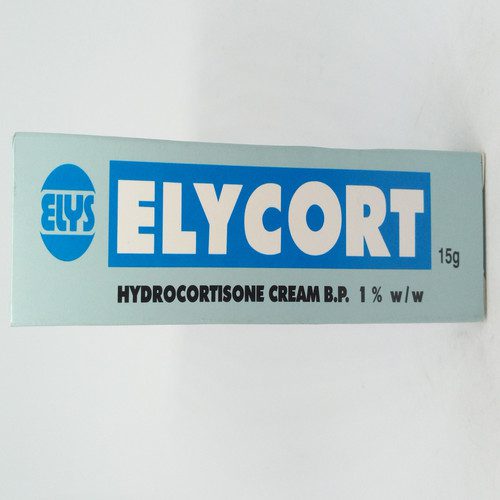 ELYS
ELYCORT
15g
HYDROCORTISONE CREAM B.P. 1% w/w